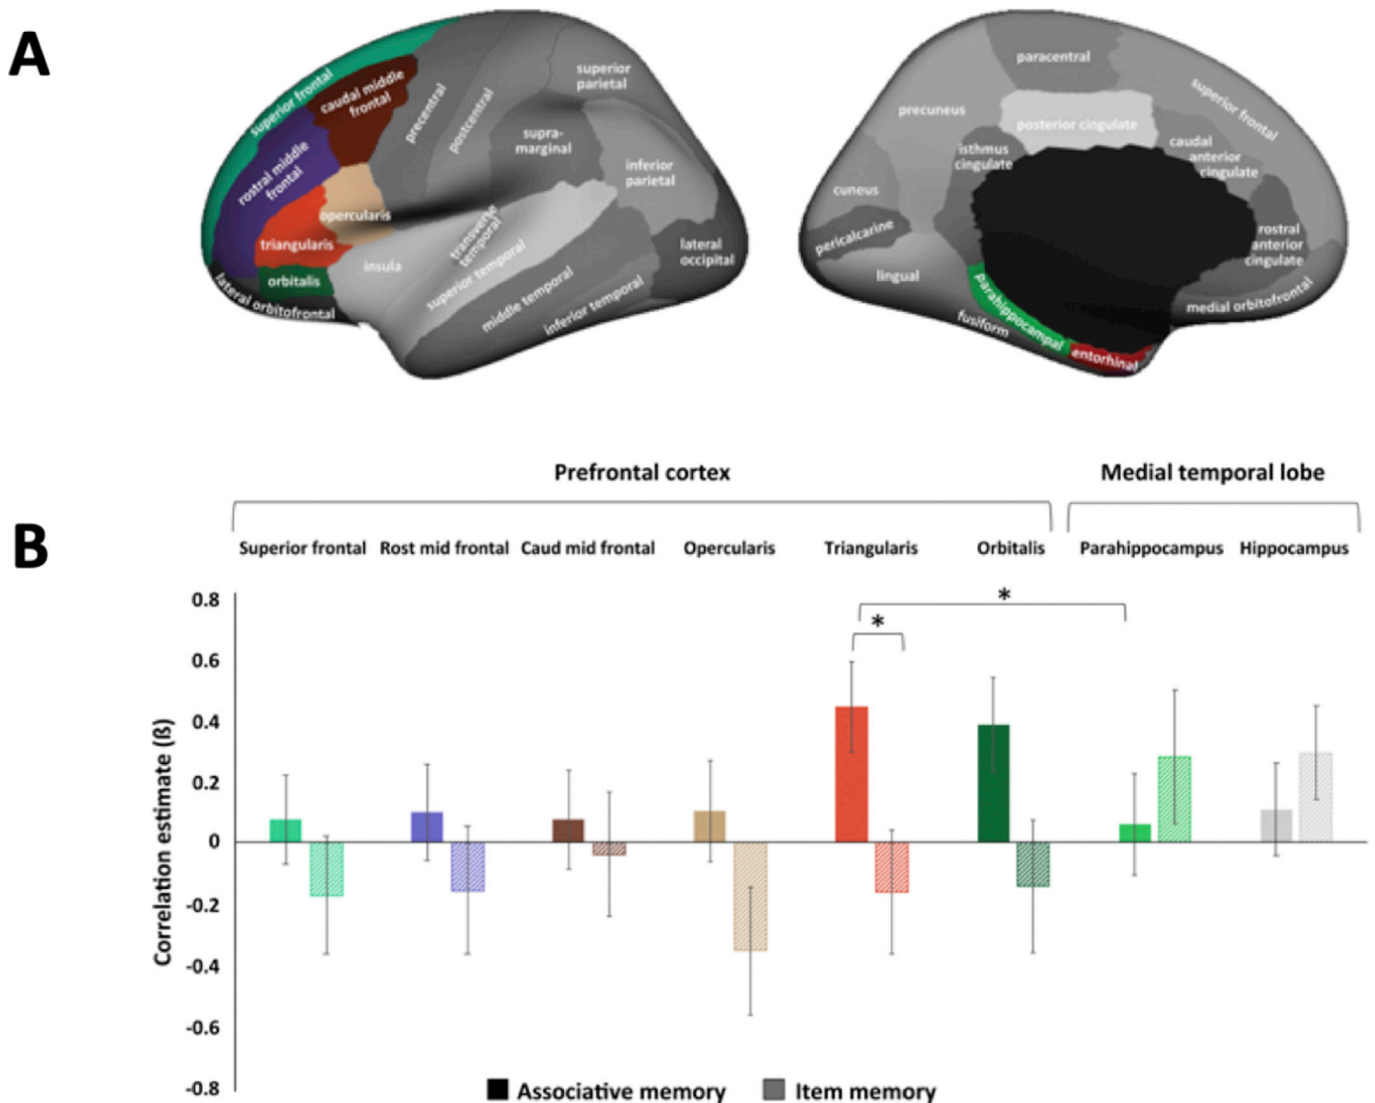 A
superior frontal
caudal middle
frontal
precentral
postcentral
superior
parietal
supra-
marginal
inferior
parietal
rostral middle
frontal
opercularis
triangularis
orbitalis
lateral orbitofrontal
insula
transverse
temporal
superior temporal
middle temporal
inferior temporal
lateral
occipital
paracentral
superior frontal
precuneus
posterior cingulate
isthmus
cingulate
caudal
anterior
cingulate
cuneus
pericalcarine
lingual
rostral
anterior
cingulate
medial orbitofrontal
parahippocampal
fusiform
entorhinal
Prefrontal cortex
Medial temporal lobe
B
Superior frontal
Rost mid frontal
Caud mid frontal
Opercularis
Triangularis
Orbitalis
Parahippocampus
Hippocampus
*
*
0.8
0.6
0.4
0.2
0
-0.2
-0.4
-0.6
-0.8
Correlation estimate (ß)
Associative memory
Item memory